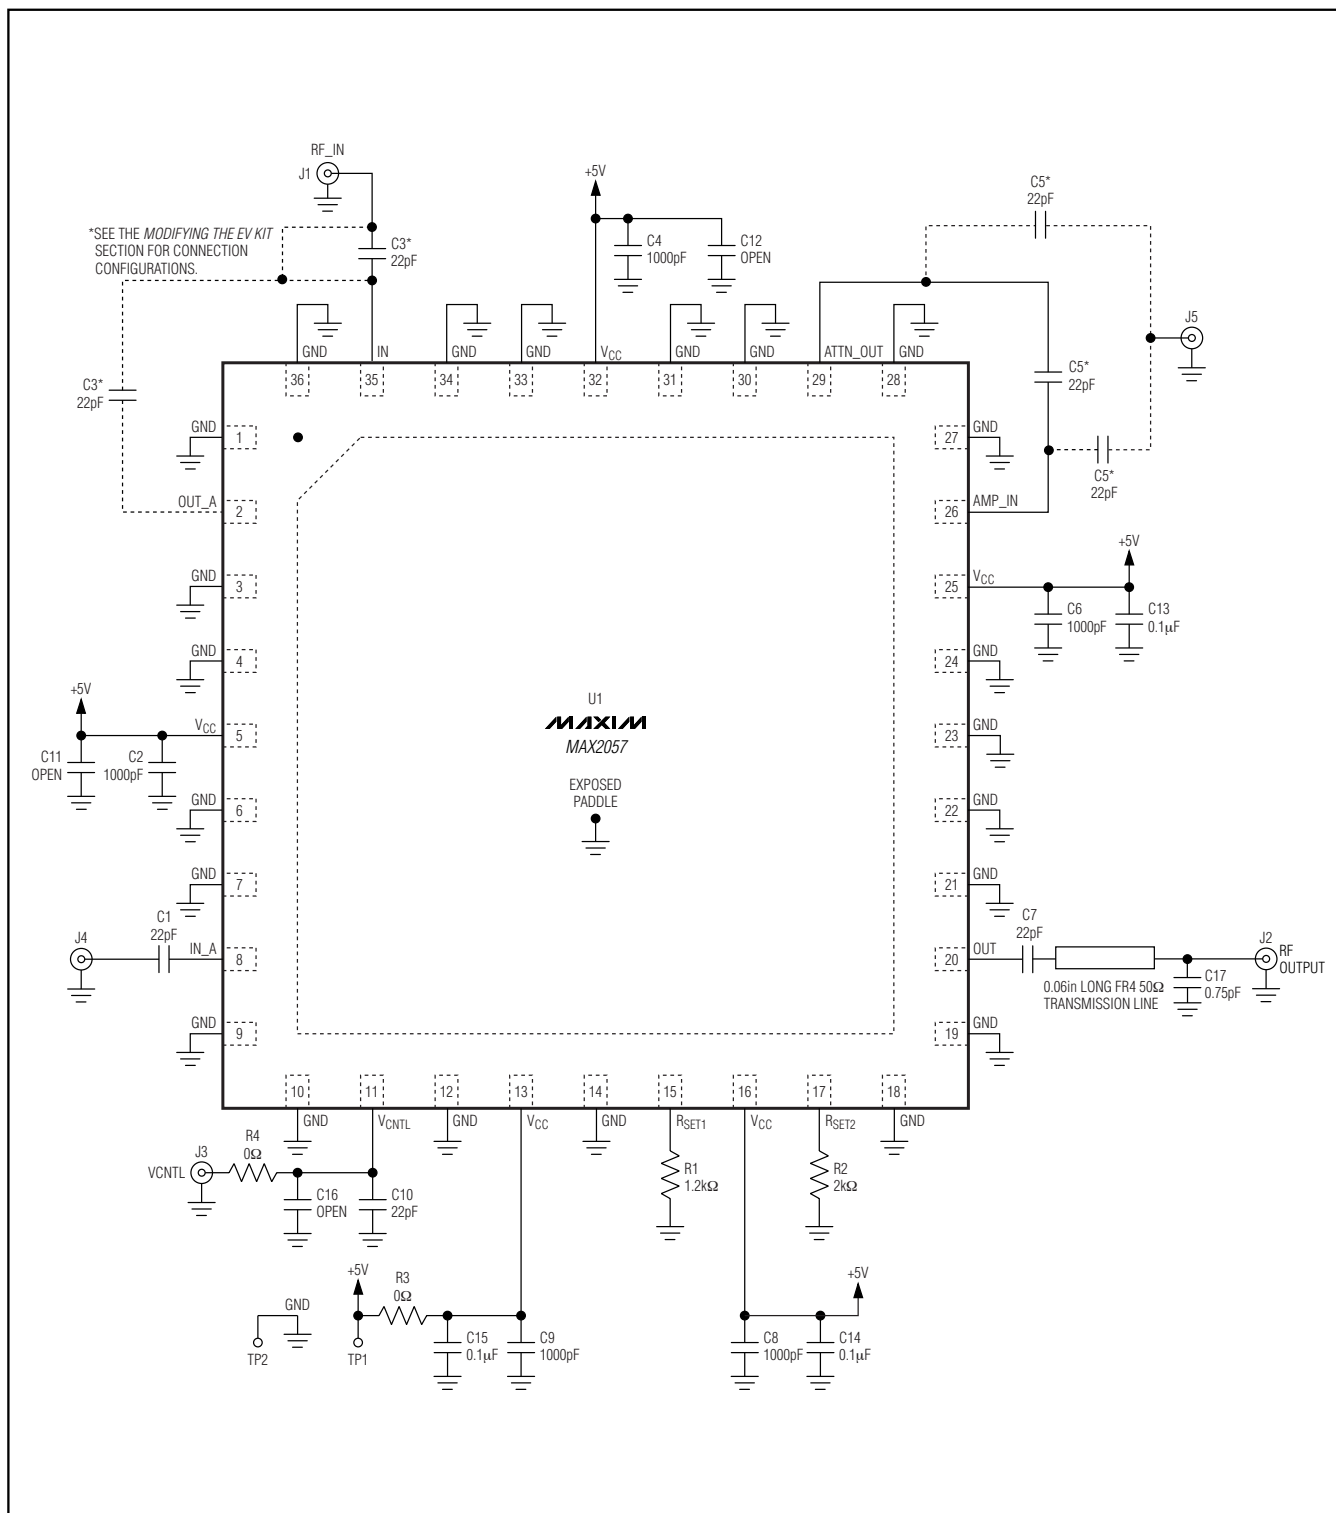 RF_IN
J1
+5V
*SEE THE MODIFYING THE EV KIT
SECTION FOR CONNECTION
CONFIGURATIONS.
C3*
22pF
C4
1000pF
C12
OPEN
C5*
22pF
J5
GND
IN
GND
GND
VCC
GND
GND
ATTN_OUT
GND
36
35
34
33
32
31
30
29
28
C3*
22pF
C5*
22pF
C5*
22pF
GND
1
OUT_A
2
GND
3
GND
4
+5V
VCC
5
C11
OPEN
C2
1000pF
GND
6
GND
7
J4
C1
22pF
IN_A
8
GND
9
U1
MAXIM
MAX2057
EXPOSED
PADDLE
27
GND
26
AMP_IN
+5V
25
VCC
C6
1000pF
C13
0.1µF
24
GND
23
GND
22
GND
21
GND
20
OUT
C7
22pF
0.06in LONG FR4 50Ω
TRANSMISSION LINE
C17
0.75pF
J2
RF
OUTPUT
19
GND
10
11
12
13
14
15
16
17
18
GND
VCNTL
GND
VCC
GND
RSET1
VCC
RSET2
GND
J3
VCNTL
R4
0Ω
C16
OPEN
C10
22pF
R1
1.2kΩ
R2
2kΩ
+5V
R3
0Ω
GND
TP2
TP1
C15
0.1µF
C9
1000pF
+5V
C8
1000pF
C14
0.1µF